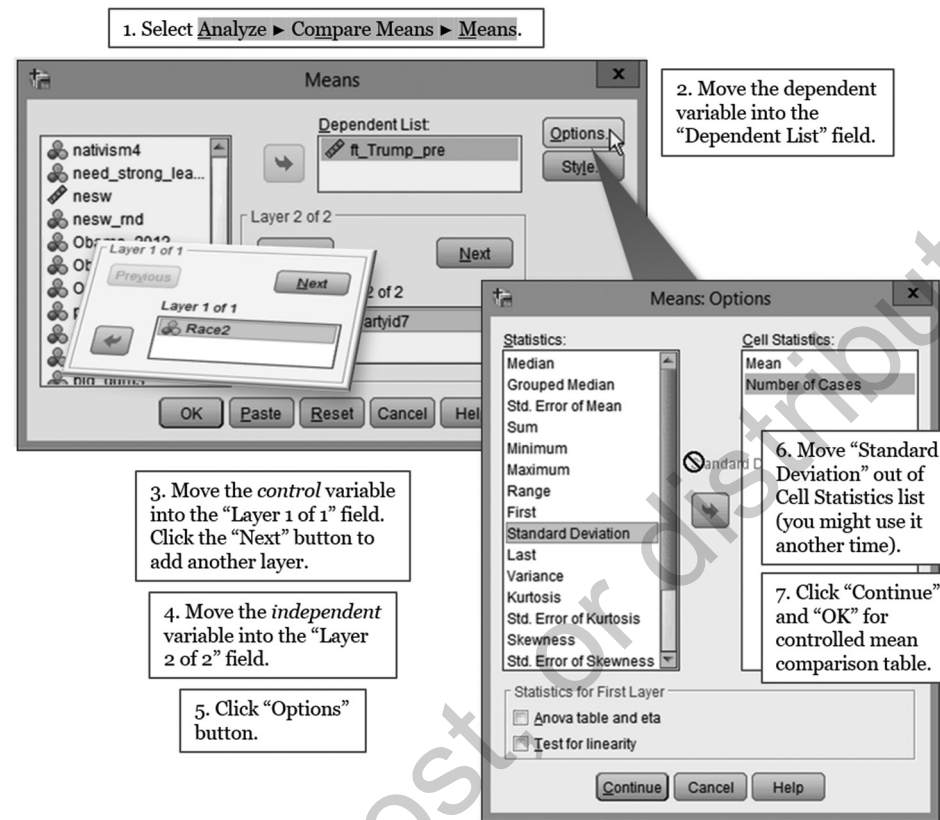 1. Select Analyze ► Compare Means ► Means.
Means
x
nativism4
need_strong_lea...
nesw
nesw_rnd
Dependent List:
ft_Trump_pre
Options.
Style.
Layer 2 of 2
Next
2 of 2
artyid7
Layer 1 of 1
Previous
Next
Layer 1 of 1
Race2
OK
Paste
Reset
Cancel
Hel
2. Move the dependent
variable into the
“Dependent List” field.
3. Move the control variable
into the “Layer 1 of 1” field.
Click the “Next” button to
add another layer.
4. Move the independent
variable into the “Layer
2 of 2” field.
5. Click “Options”
button.
Means: Options
x
Statistics:
Median
Grouped Median
Std. Error of Mean
Sum
Minimum
Maximum
Range
First
Standard Deviation
Last
Variance
Kurtosis
Std. Error of Kurtosis
Skewness
Std. Error of Skewness
Cell Statistics:
Mean
Number of Cases
andard D
6. Move “Standard
Deviation” out of
Cell Statistics list
(you might use it
another time).
7. Click “Continue”
and “OK” for
controlled mean
comparison table.
Statistics for First Layer
Anova table and eta
Test for linearity
Continue
Cancel
Help
ost, or distribut